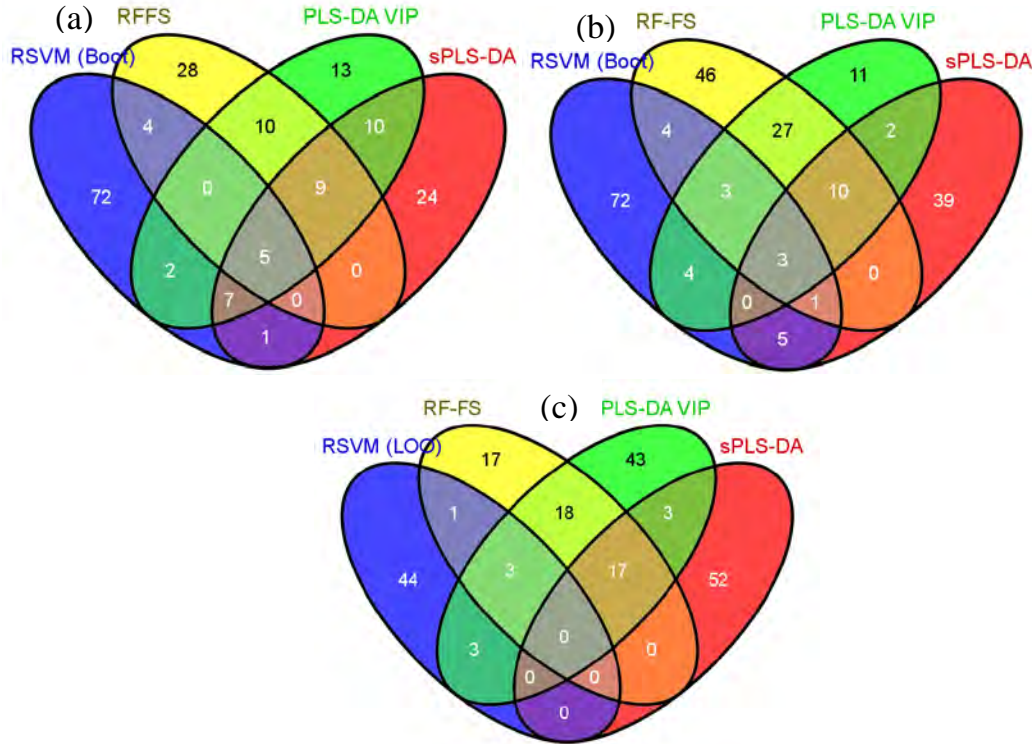 (a) RFFS PLS-DA VIP
RSVM (Boot) sPLS-DA
28 13
4 10 10
72 0 9 24
2 5 0
7 0
1
(b) RF-FS PLS-DA VIP
RSVM (Boot) sPLS-DA
46 11
4 27 2
72 3 10 39
4 3 0
0 1
5
(c) RF-FS PLS-DA VIP
RSVM (LOO) sPLS-DA
17 43
1 18 3
44 3 17 52
3 0 0
0 0
0